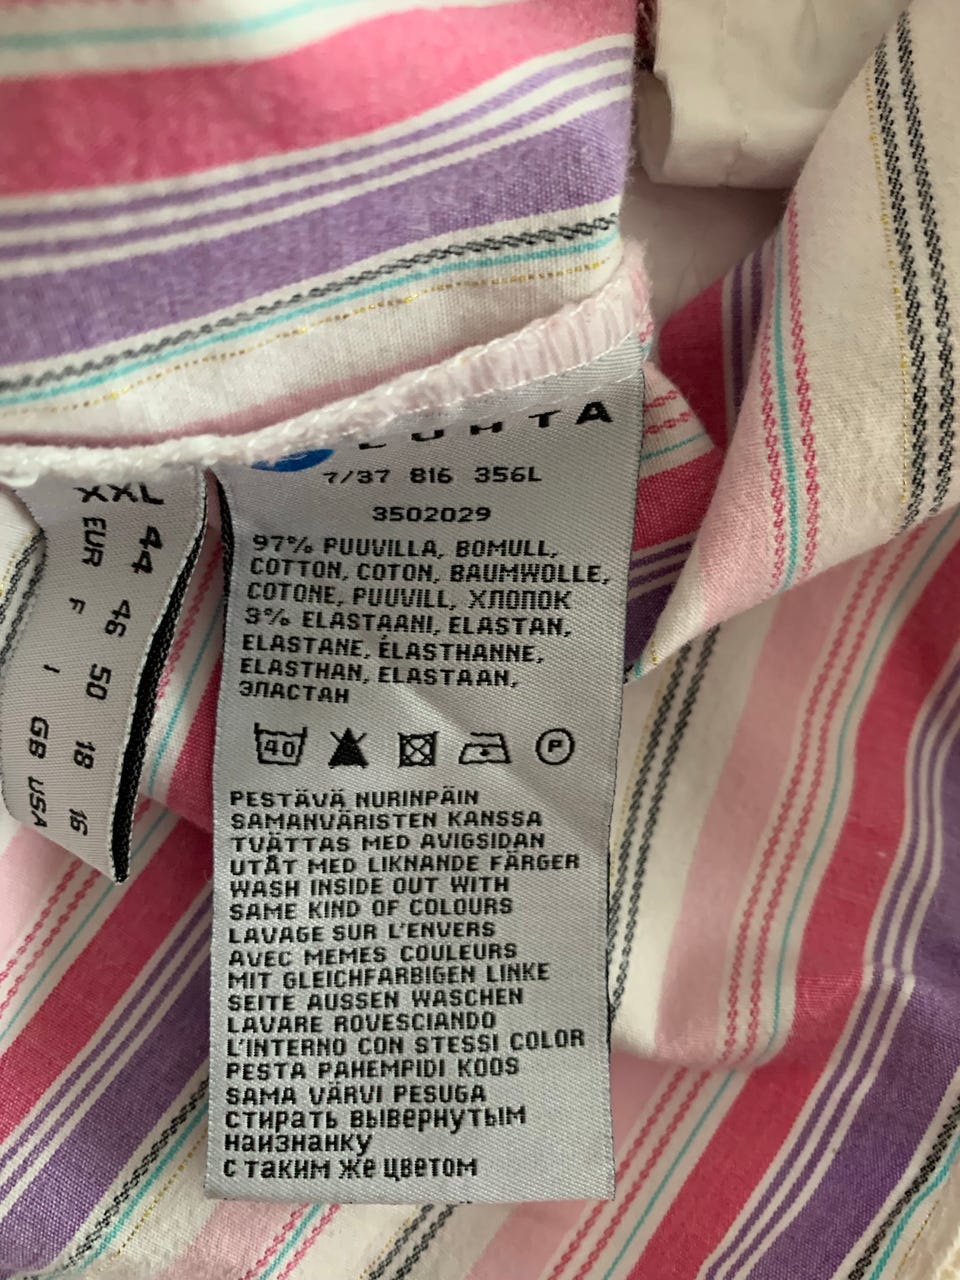 LUHTA
7/37 816 356L
3502029
97% PUUVILLA, BOMULL,
COTTON, COTON, BAUMWOLLE,
COTONE, PUUVILL, ХЛОПОК
3% ELASTAANI, ELASTAN,
ELASTANE, ÉLASTHANNE,
ELASTHAN, ELASTAAN,
ЭЛАСТАН
40
P
PESTÄVÄ NURINPÄIN
SAMANVÄRISTEN KANSSA
TVÄTTAS MED AVIGSIDAN
UTÅT MED LIKNANDE FÄRGER
WASH INSIDE OUT WITH
SAME KIND OF COLOURS
LAVAGE SUR L'ENVERS
AVEC MEMES COULEURS
MIT GLEICHFARBIGEN LINKE
SEITE AUSSEN WASCHEN
LAVARE ROVESCIANDO
L'INTERNO CON STESSI COLOR
PESTA PAHEMPIDI KOOS
SAMA VÄRVI PESUGA
стирать вывернутым
наизнанку
с таким же цветом
XXL
44 EUR
46 F
50 I
18 GB
16 USA